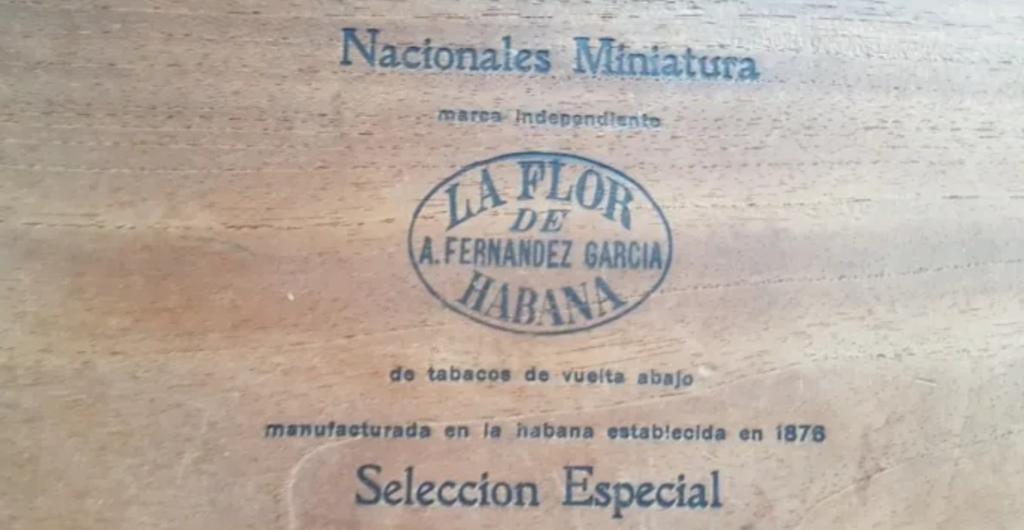 Nacionales Miniatura
marca independiente
LA FLOR
DE
A. FERNANDEZ GARCIA
HABANA
de tabacos de vuelta abajo
manufacturada en la habana establecida en 1876
Seleccion Especial